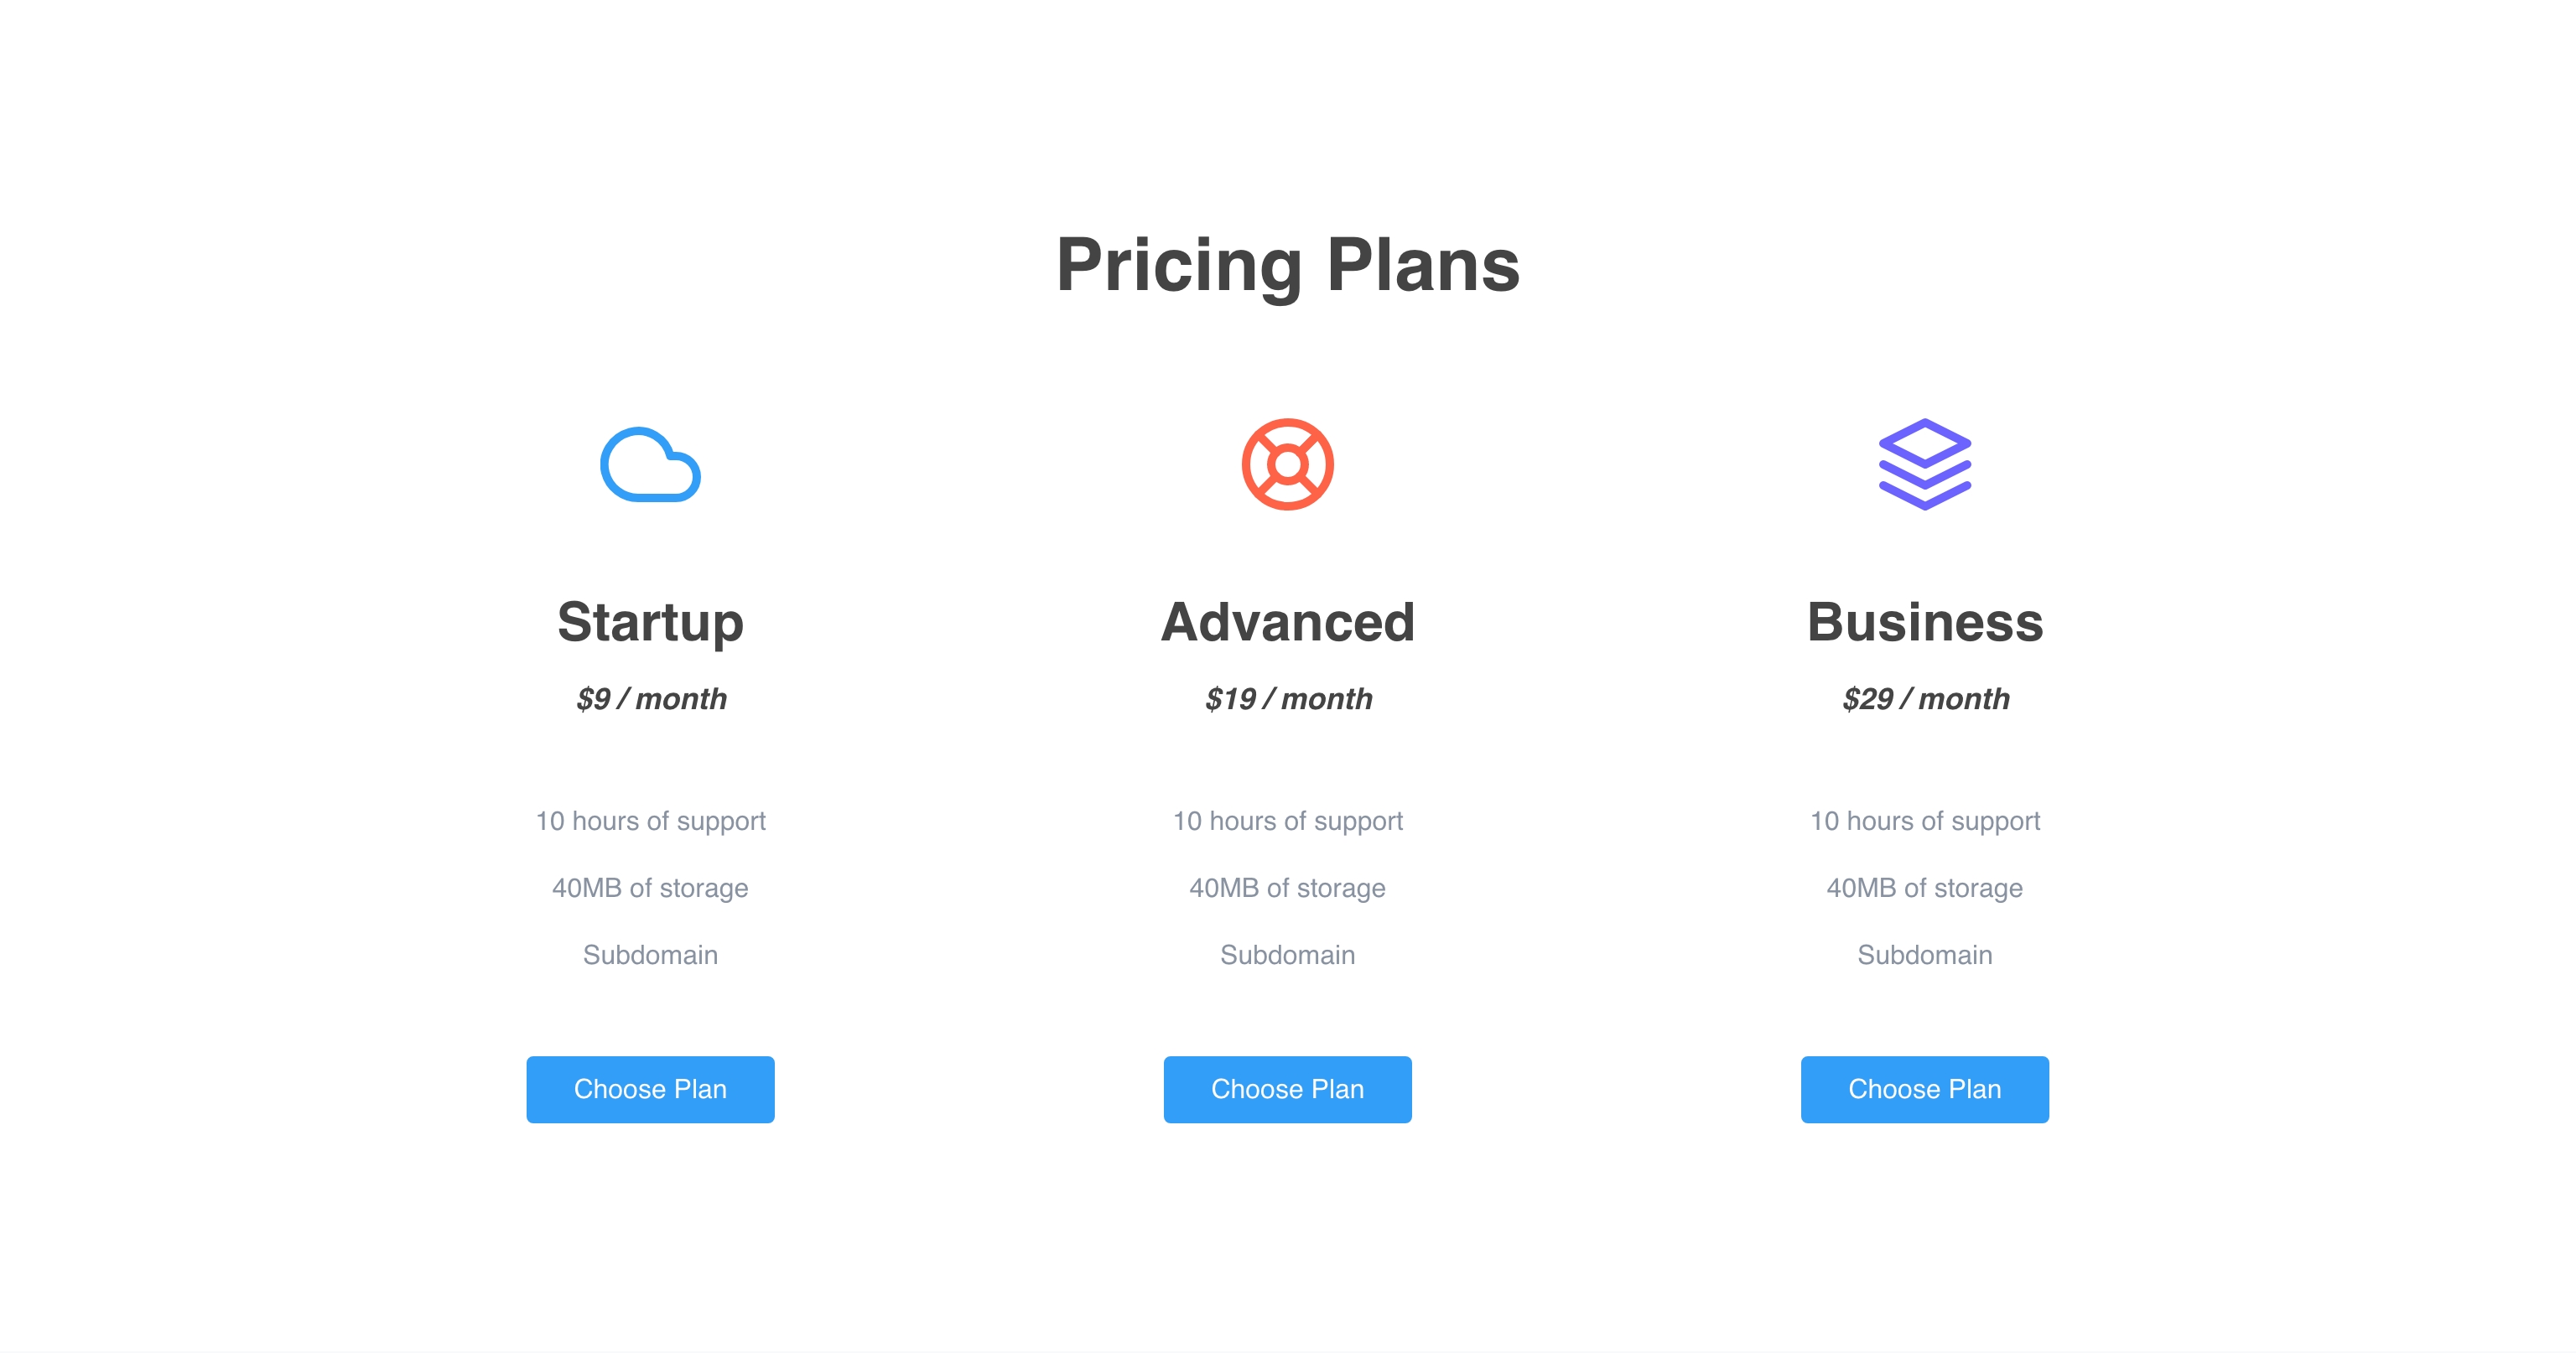 Pricing Plans
Startup
$9 / month
10 hours of support
40MB of storage
Subdomain
Choose Plan
Advanced
$19 / month
10 hours of support
40MB of storage
Subdomain
Choose Plan
Business
$29 / month
10 hours of support
40MB of storage
Subdomain
Choose Plan